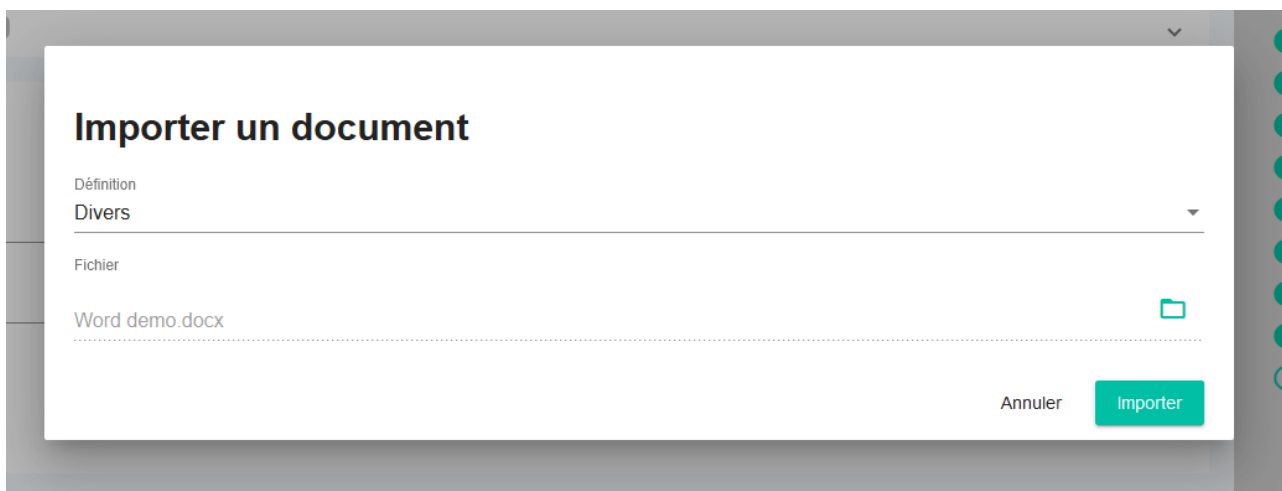 Importer un document
Définition
Divers
Fichier
Word demo.docx
Annuler
Importer